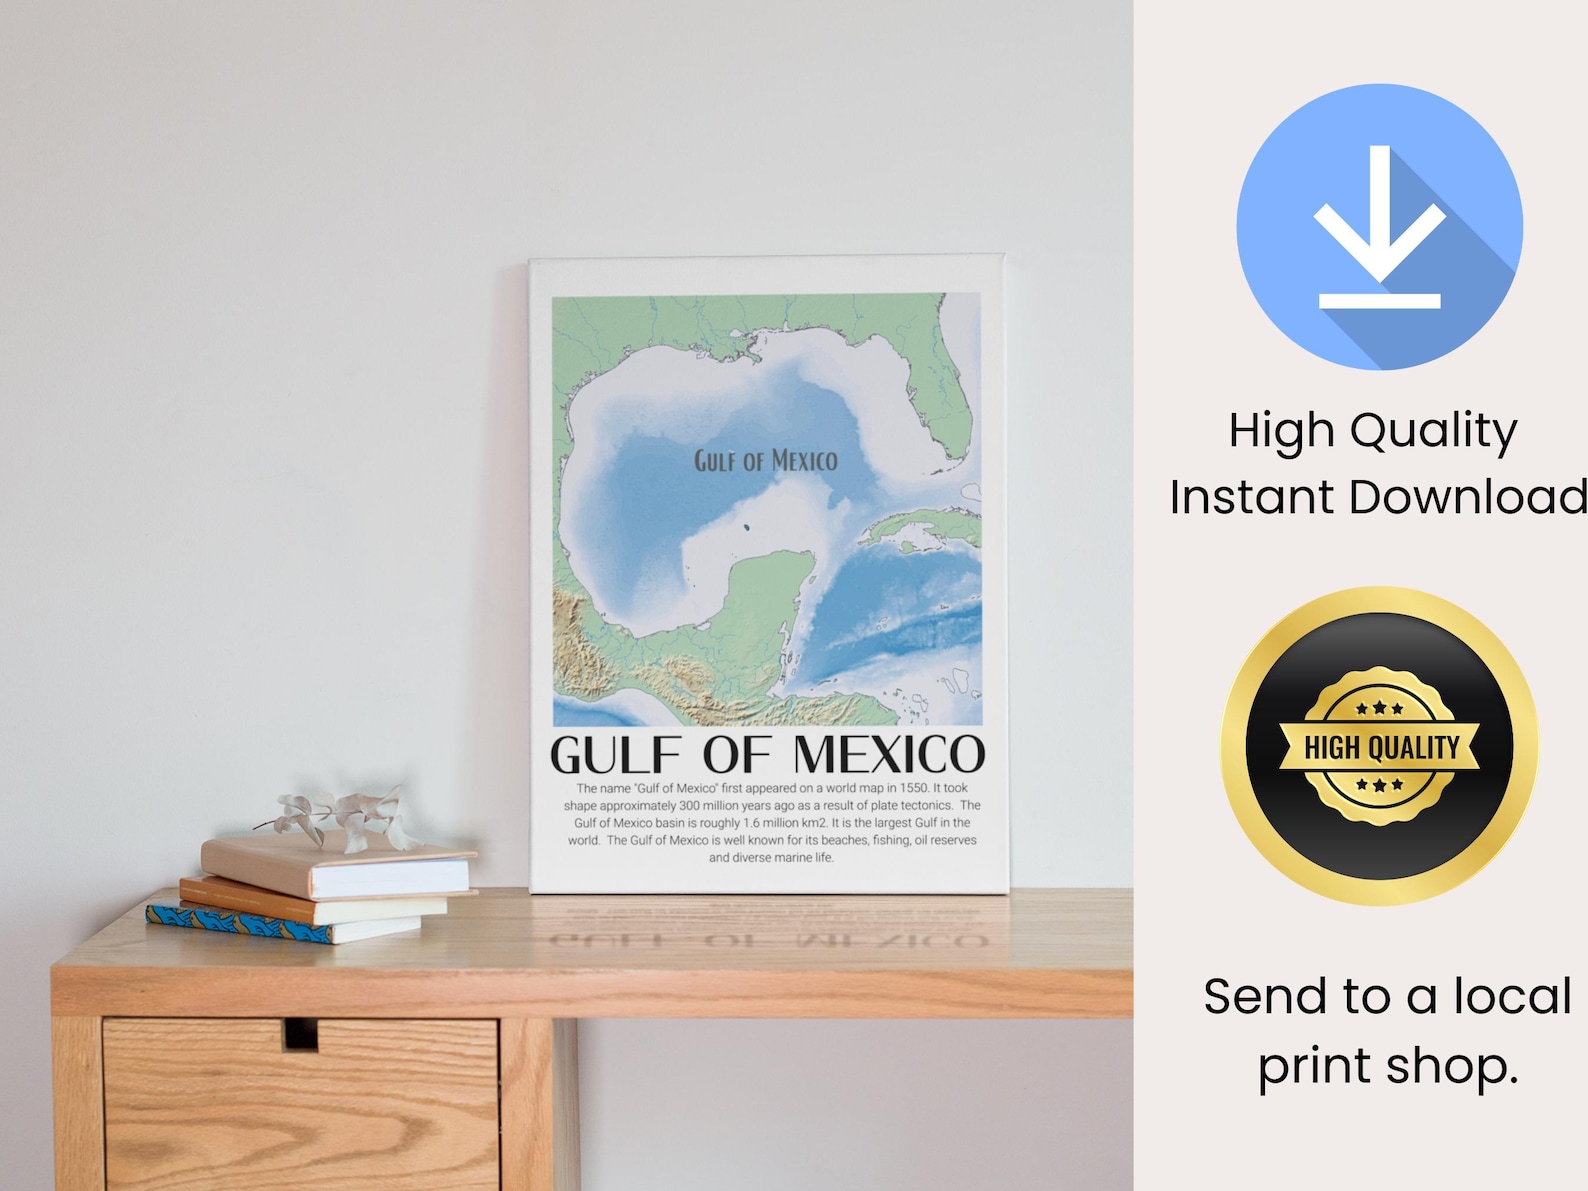 Gulf of Mexico
GULF OF MEXICO
The name "Gulf of Mexico" first appeared on a world map in 1550. It took
shape approximately 300 million years ago as a result of plate tectonics. The
Gulf of Mexico basin is roughly 1.6 million km2. It is the largest Gulf in the
world. The Gulf of Mexico is well known for its beaches, fishing, oil reserves
and diverse marine life.
High Quality
Instant Download
HIGH QUALITY
Send to a local
print shop.